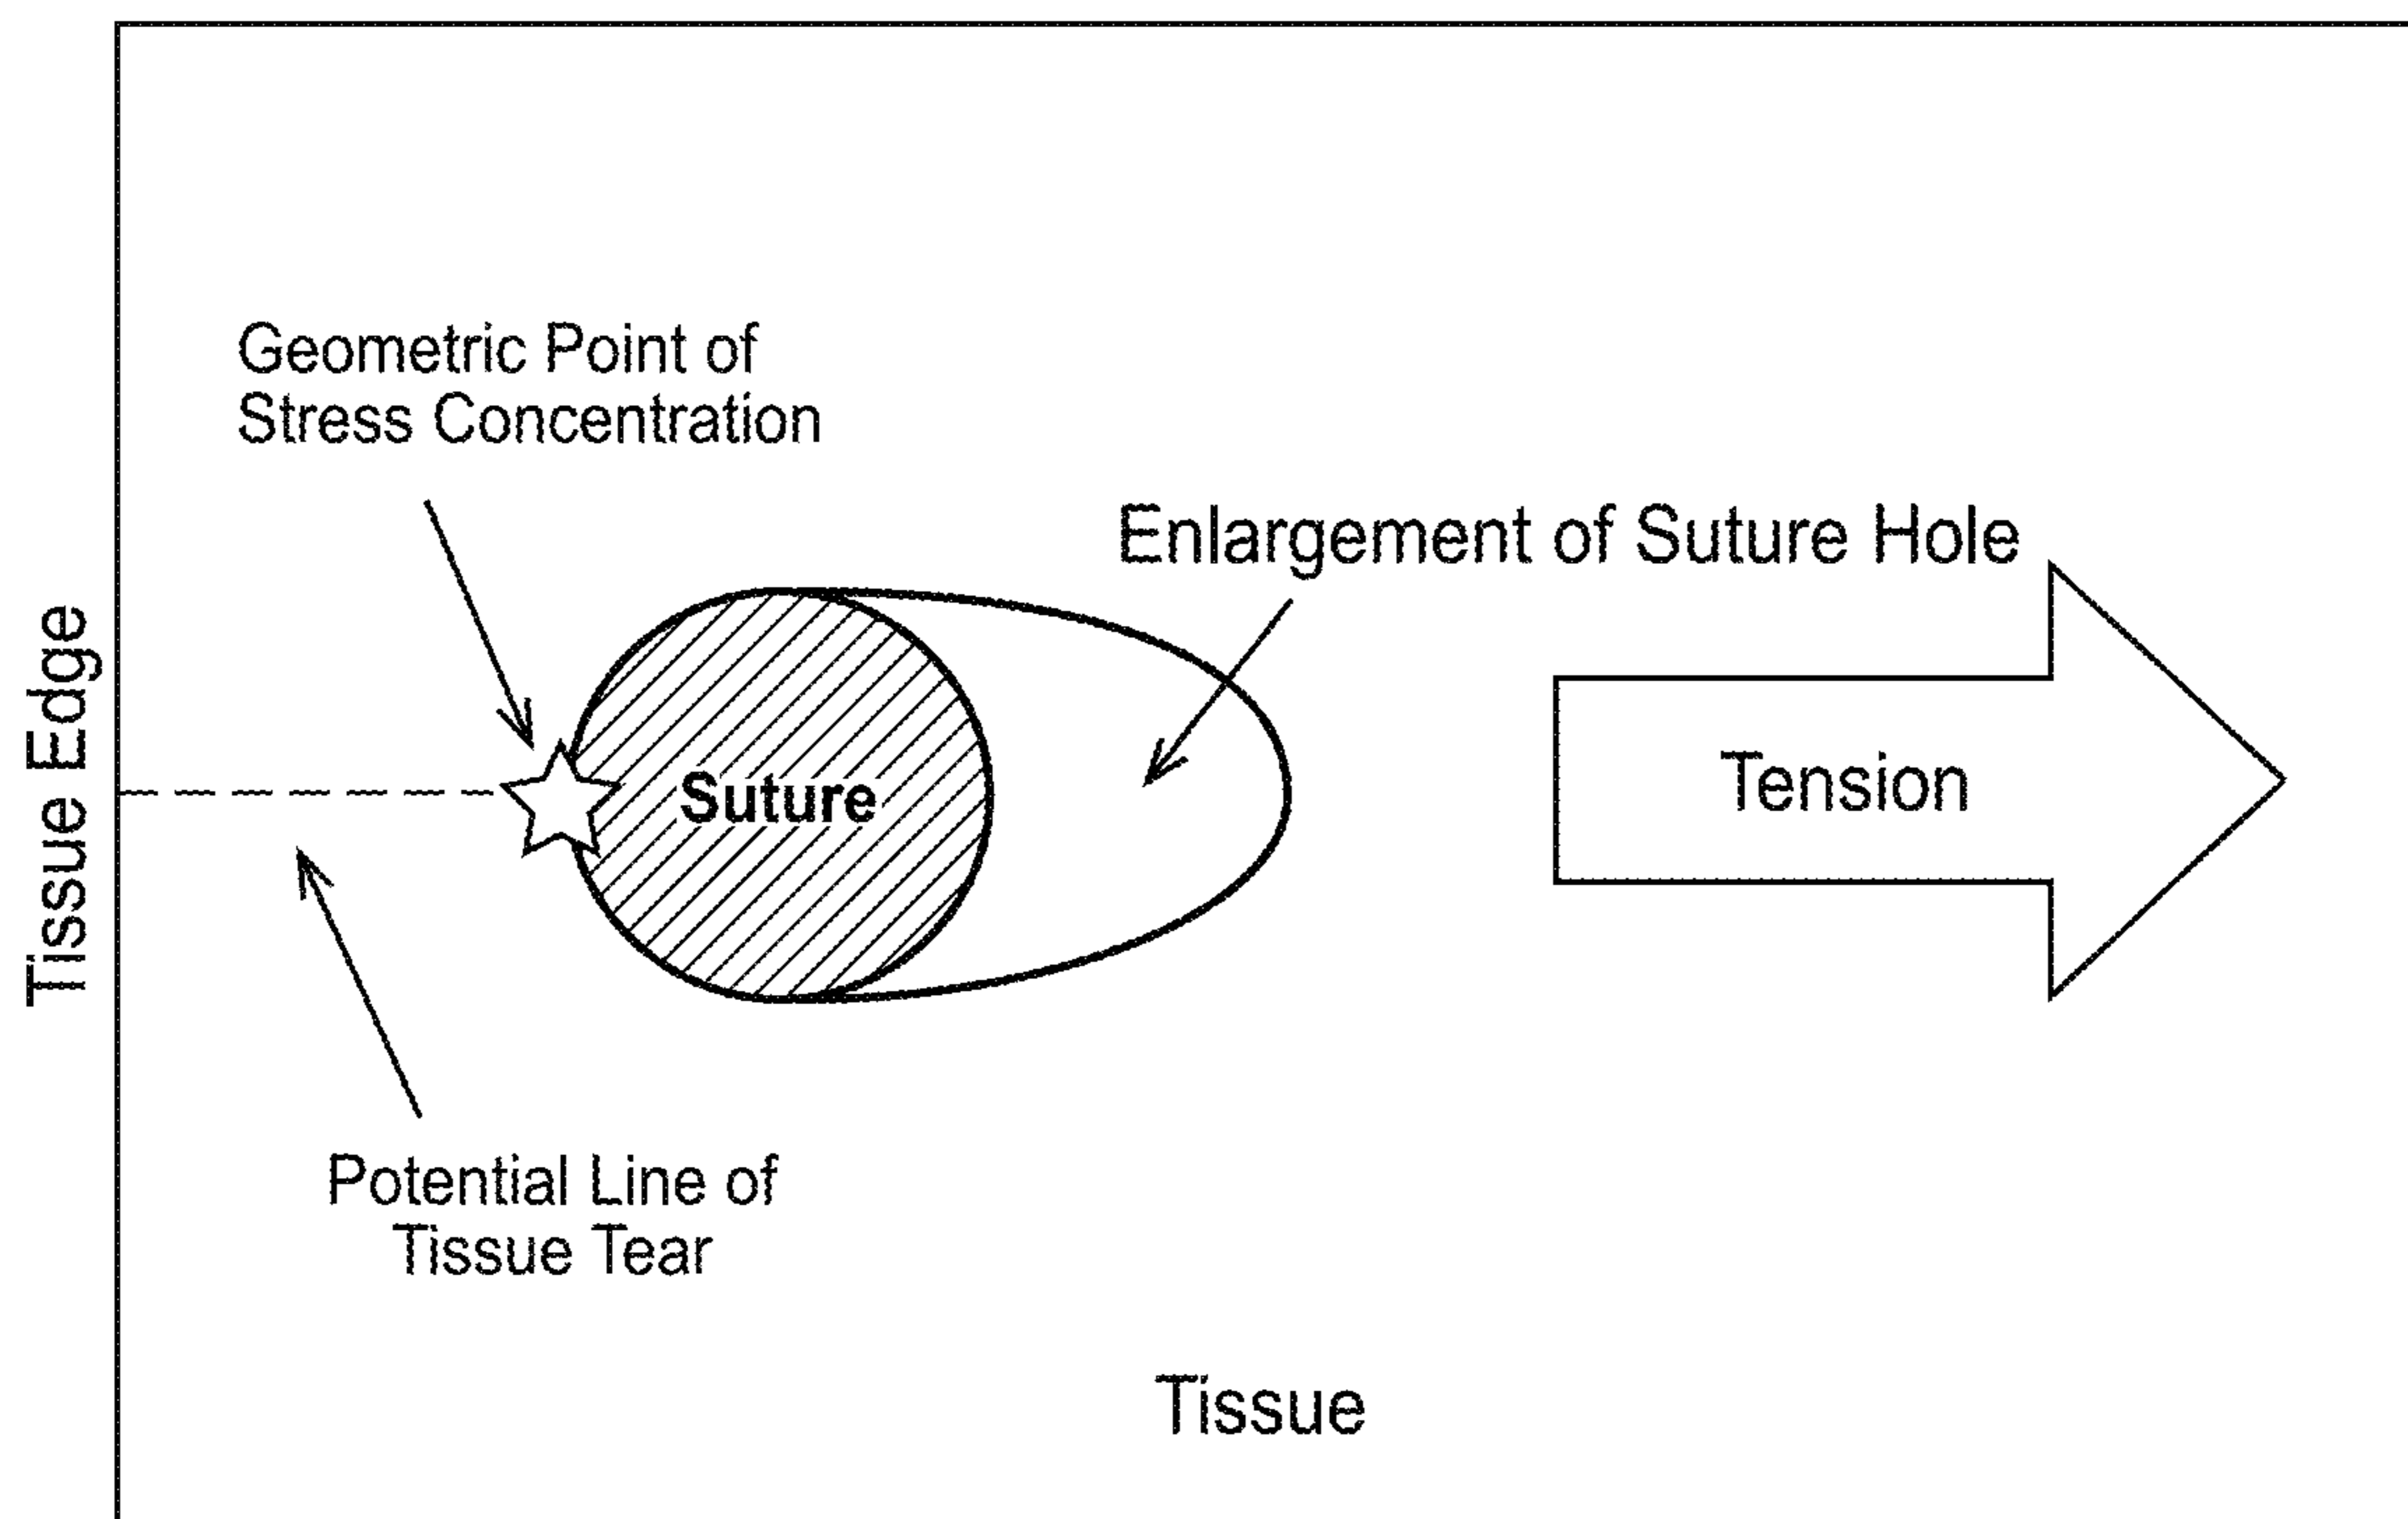 Geometric Point of
Stress Concentration
Enlargement of Suture Hole
Tissue Edge
Suture
Tension
Potential Line of
Tissue Tear
Tissue